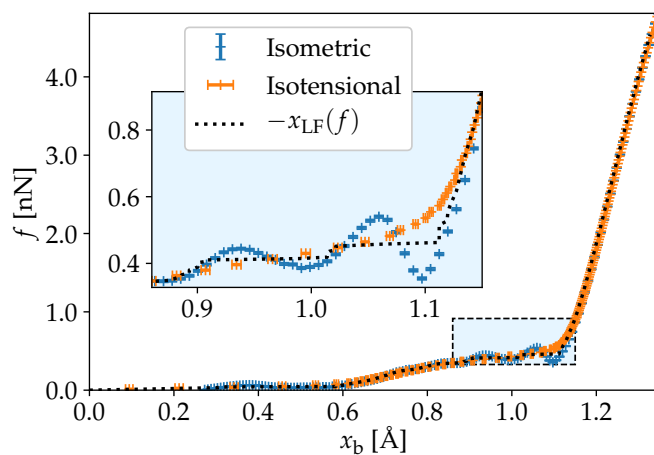 Isometric
Isotensional
−x_LF(f)
f [nN]
4.0
3.0
2.0
1.0
0.0
0.8
0.6
0.4
0.9 1.0 1.1
0.0 0.2 0.4 0.6 0.8 1.0 1.2
x_b [Å]